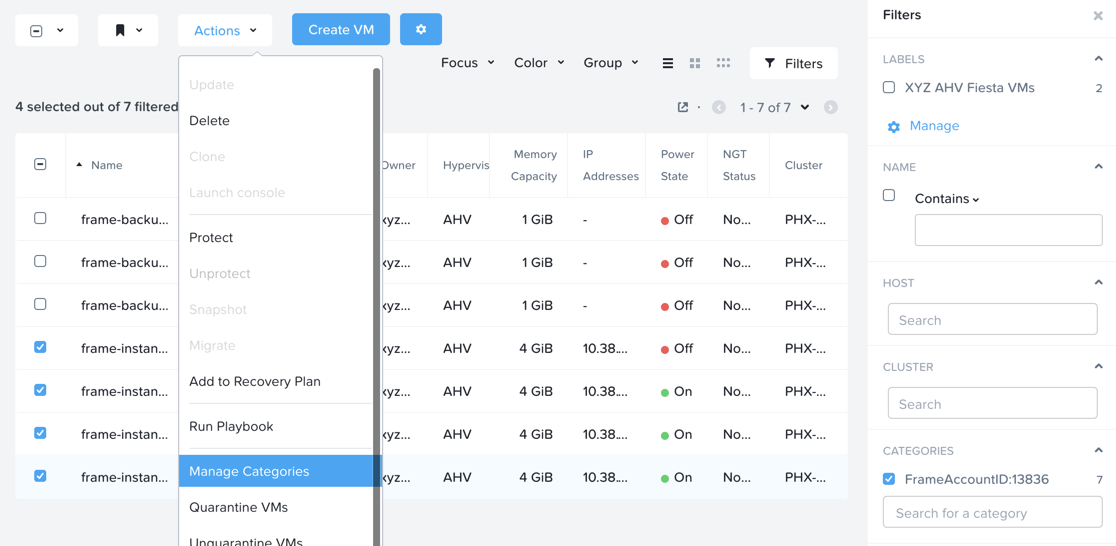 Actions
Create VM
Focus
Color
Group
Filters
4 selected out of 7 filtered
1 - 7 of 7
Update
Delete
Clone
Launch console
Protect
Unprotect
Snapshot
Migrate
Add to Recovery Plan
Run Playbook
Manage Categories
Quarantine VMs
Unquarantine VMs
Name Owner Hypervis Memory Capacity IP Addresses Power State NGT Status Cluster
frame-backu... xyz... AHV 1 GiB - Off No... PHX-...
frame-backu... xyz... AHV 1 GiB - Off No... PHX-...
frame-backu... xyz... AHV 1 GiB - Off No... PHX-...
frame-instan... xyz... AHV 4 GiB 10.38.... Off No... PHX-...
frame-instan... xyz... AHV 4 GiB 10.38.... On No... PHX-...
frame-instan... xyz... AHV 4 GiB 10.38.... On No... PHX-...
frame-instan... xyz... AHV 4 GiB 10.38.... On No... PHX-...
Filters
LABELS
XYZ AHV Fiesta VMs 2
Manage
NAME
Contains
HOST
Search
CLUSTER
Search
CATEGORIES
FrameAccountID:13836 7
Search for a category